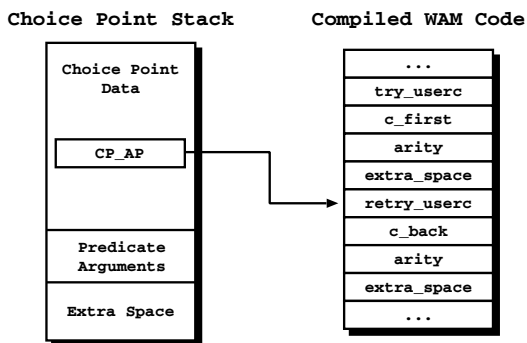 Choice Point Stack
Choice Point
Data
CP_AP
Predicate
Arguments
Extra Space
Compiled WAM Code
...
try_userc
c_first
arity
extra_space
retry_userc
c_back
arity
extra_space
...